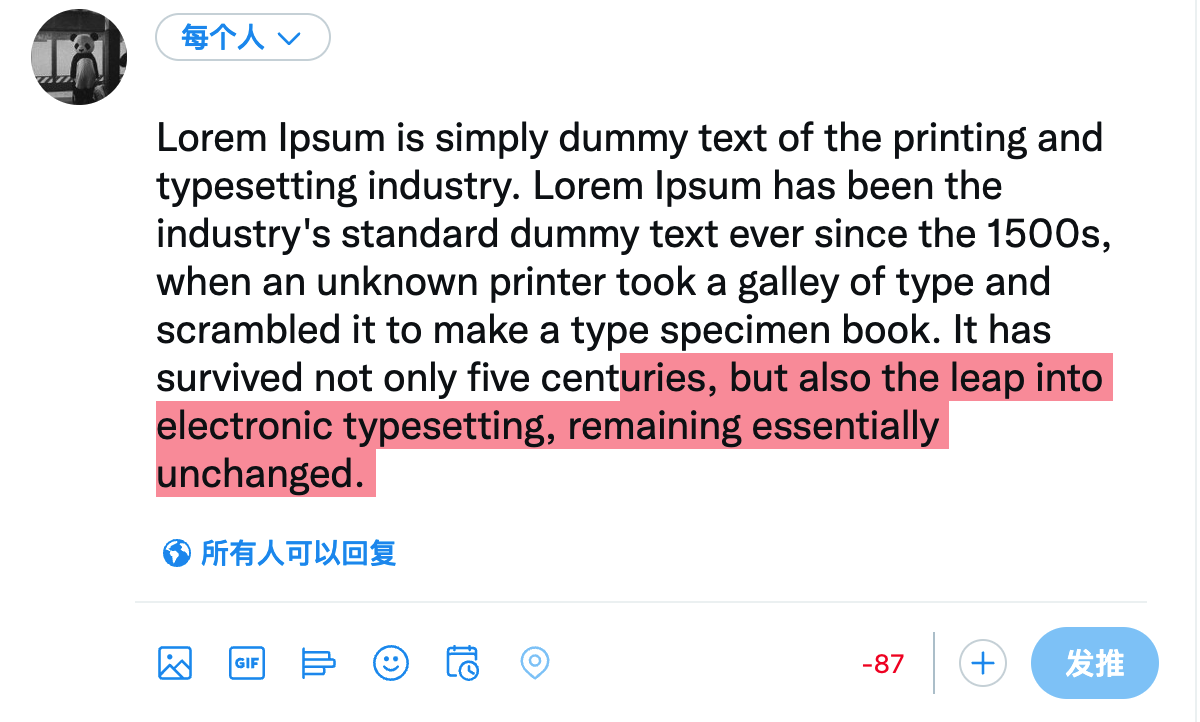 每个人
Lorem Ipsum is simply dummy text of the printing and
typesetting industry. Lorem Ipsum has been the
industry's standard dummy text ever since the 1500s,
when an unknown printer took a galley of type and
scrambled it to make a type specimen book. It has
survived not only five centuries, but also the leap into
electronic typesetting, remaining essentially
unchanged.
所有人可以回复
GIF
-87
发推